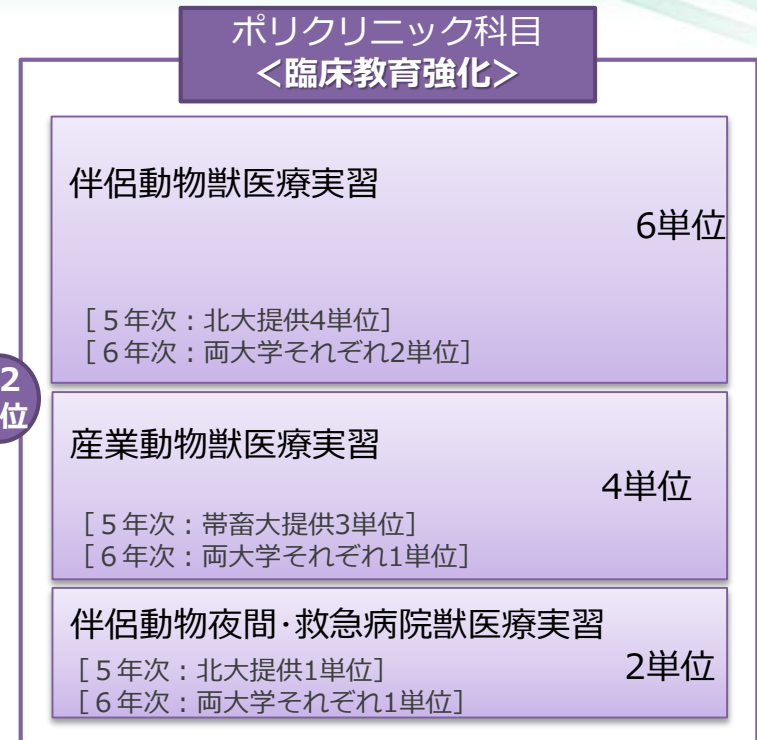 ポリクリニック科目
＜臨床教育強化＞
伴侶動物獣医療実習
6単位
［５年次：北大提供4単位］
［６年次：両大学それぞれ2単位］
2
位
産業動物獣医療実習
4単位
［５年次：帯畜大提供3単位］
［６年次：両大学それぞれ1単位］
伴侶動物夜間･救急病院獣医療実習
2単位
［５年次：北大提供1単位］
［６年次：両大学それぞれ1単位］